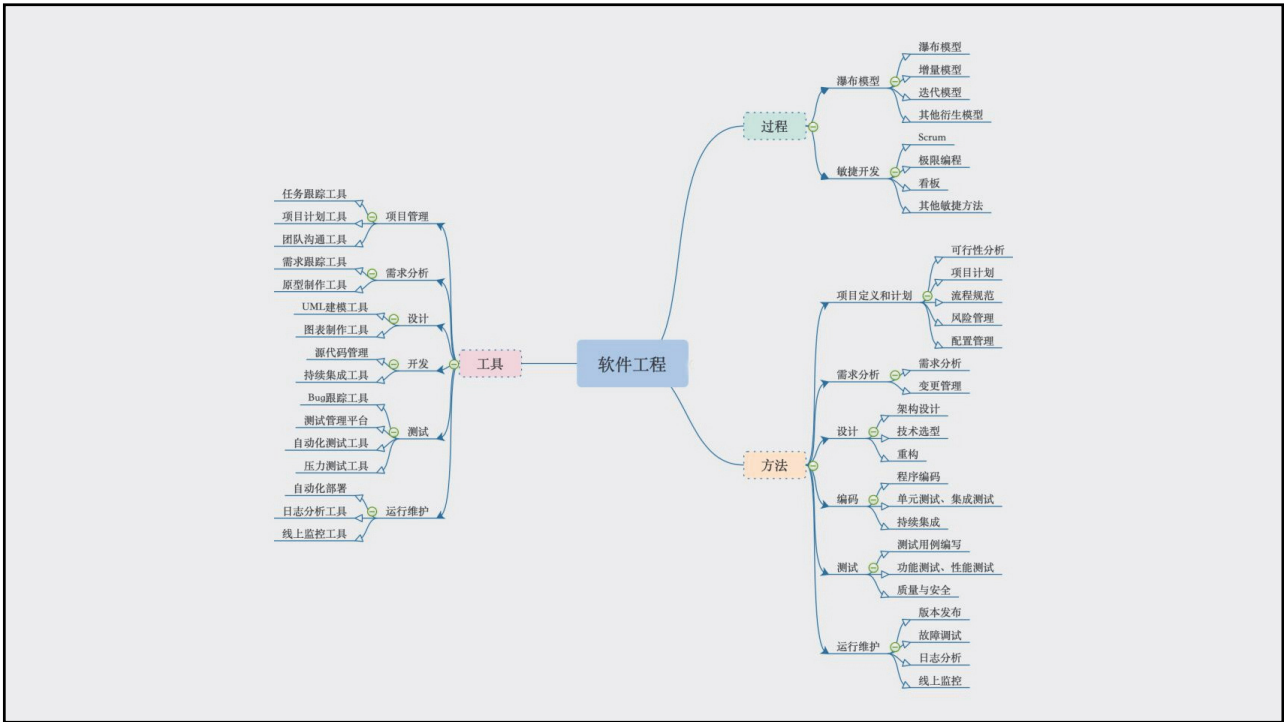 软件工程
过程
瀑布模型
瀑布模型
增量模型
迭代模型
其他衍生模型
敏捷开发
Scrum
极限编程
看板
其他敏捷方法
方法
项目定义和计划
可行性分析
项目计划
流程规范
风险管理
配置管理
需求分析
需求分析
变更管理
设计
架构设计
技术选型
重构
编码
程序编码
单元测试、集成测试
持续集成
测试
测试用例编写
功能测试、性能测试
质量与安全
运行维护
版本发布
故障调试
日志分析
线上监控
工具
项目管理
任务跟踪工具
项目计划工具
团队沟通工具
需求分析
需求跟踪工具
原型制作工具
设计
UML建模工具
图表制作工具
开发
源代码管理
持续集成工具
测试
Bug跟踪工具
测试管理平台
自动化测试工具
压力测试工具
运行维护
自动化部署
日志分析工具
线上监控工具